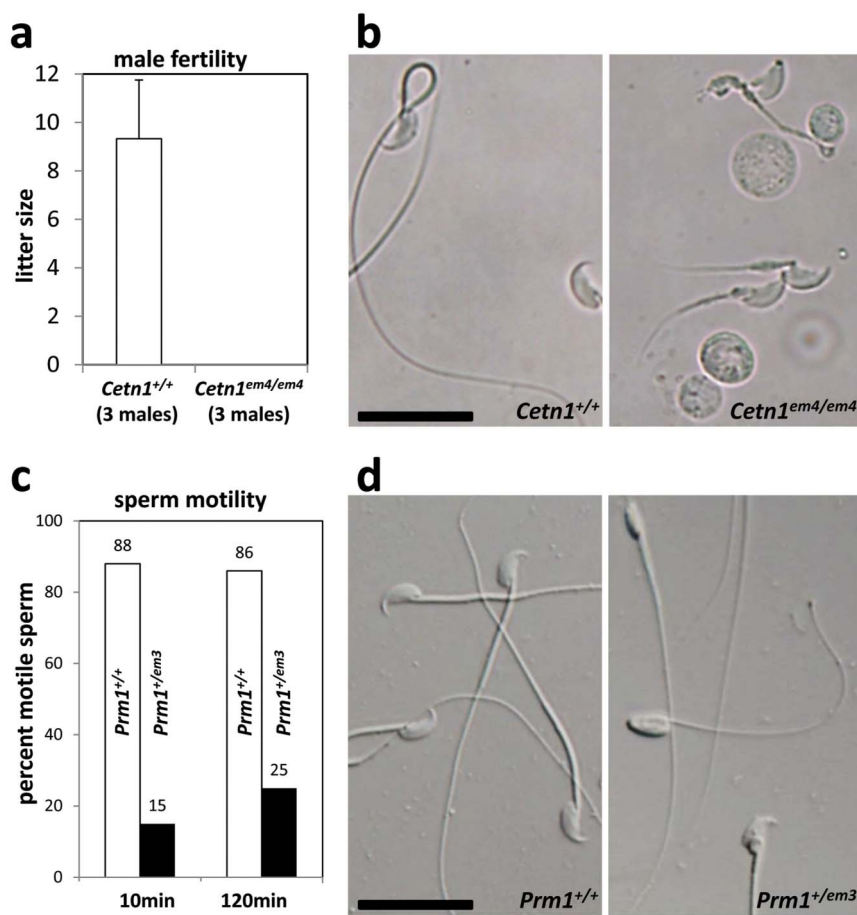 a
male fertility
12
10
8
6
4
2
0
litter size
Cetn1+/+
(3 males)
Cetn1em4/em4
(3 males)
b
Cetn1+/+
Cetn1em4/em4
c
sperm motility
100
80
60
40
20
0
percent motile sperm
88
Prm1+/+
15
Prm1+/em3
86
Prm1+/+
25
Prm1+/em3
10min
120min
d
Prm1+/+
Prm1+/em3